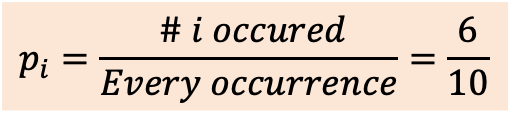 p_i = # i occured / Every occurrence = 6 / 10